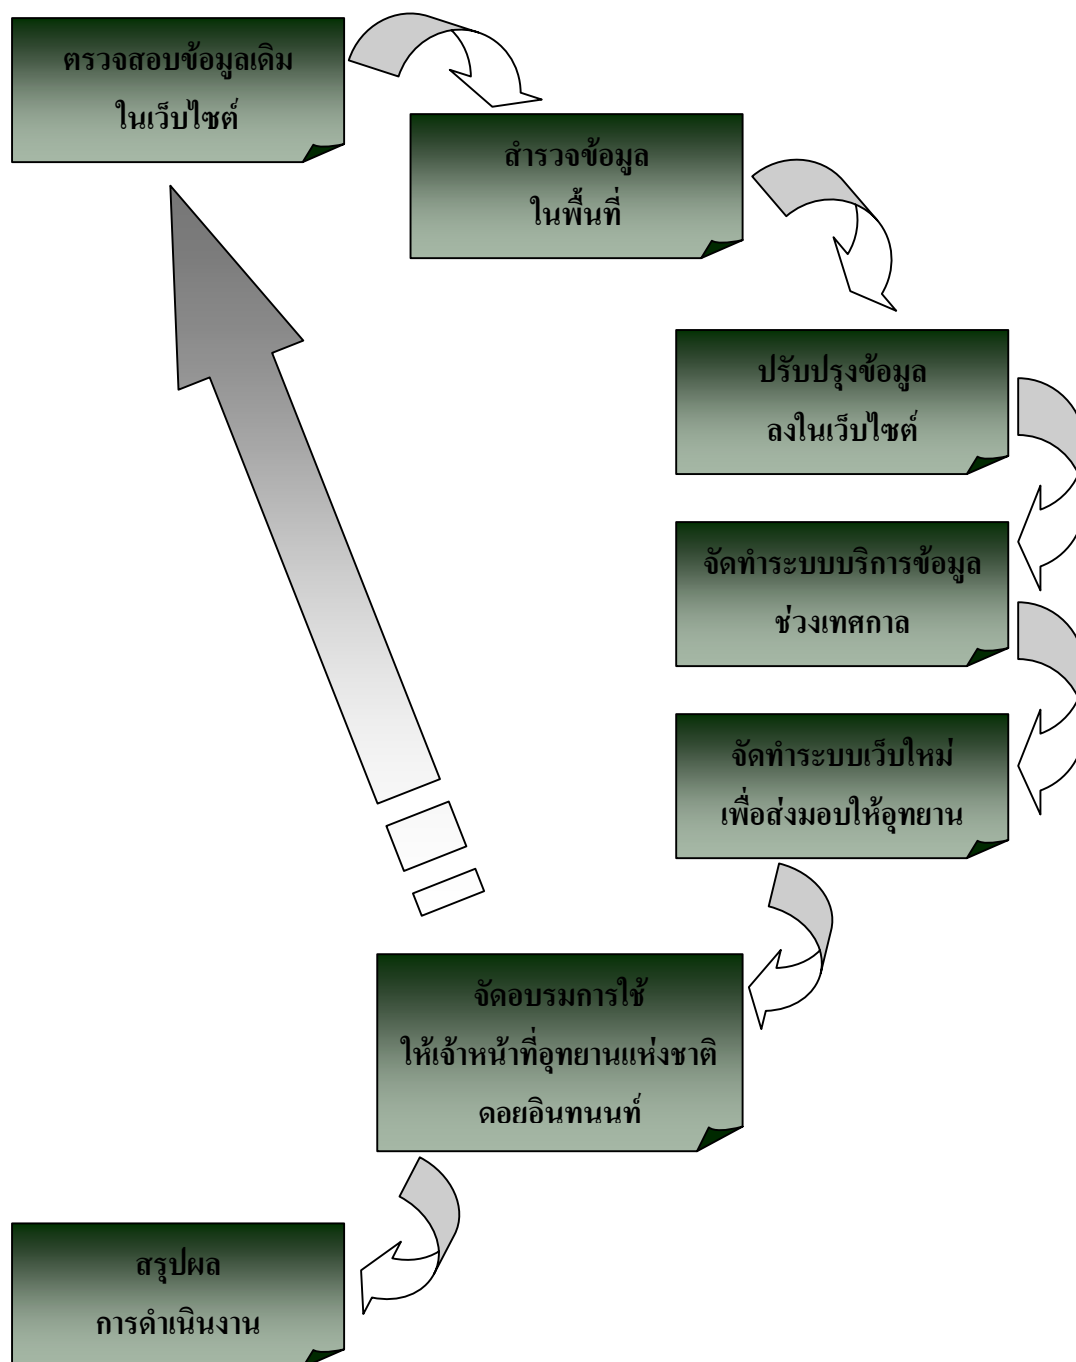 ตรวจสอบข้อมูลเดิม
ในเว็บไซต์
สำรวจข้อมูล
ในพื้นที่
ปรับปรุงข้อมูล
ลงในเว็บไซต์
จัดทำระบบบริการข้อมูล
ช่วงเทศกาล
จัดทำระบบเว็บใหม่
เพื่อส่งมอบให้อุทยาน
จัดอบรมการใช้
ให้เจ้าหน้าที่อุทยานแห่งชาติ
ดอยอินทนนท์
สรุปผล
การดำเนินงาน